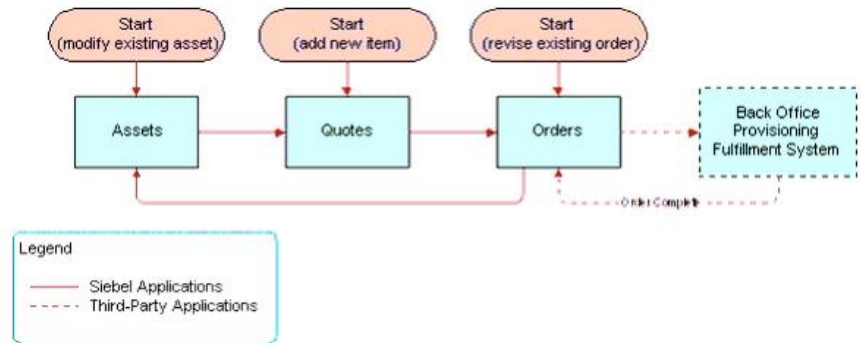 Start
(modify existing asset)
Start
(add new item)
Start
(revise existing order)
Assets
Quotes
Orders
Back Office
Provisioning
Fulfillment System
Order Complete
Legend
Siebel Applications
Third-Party Applications